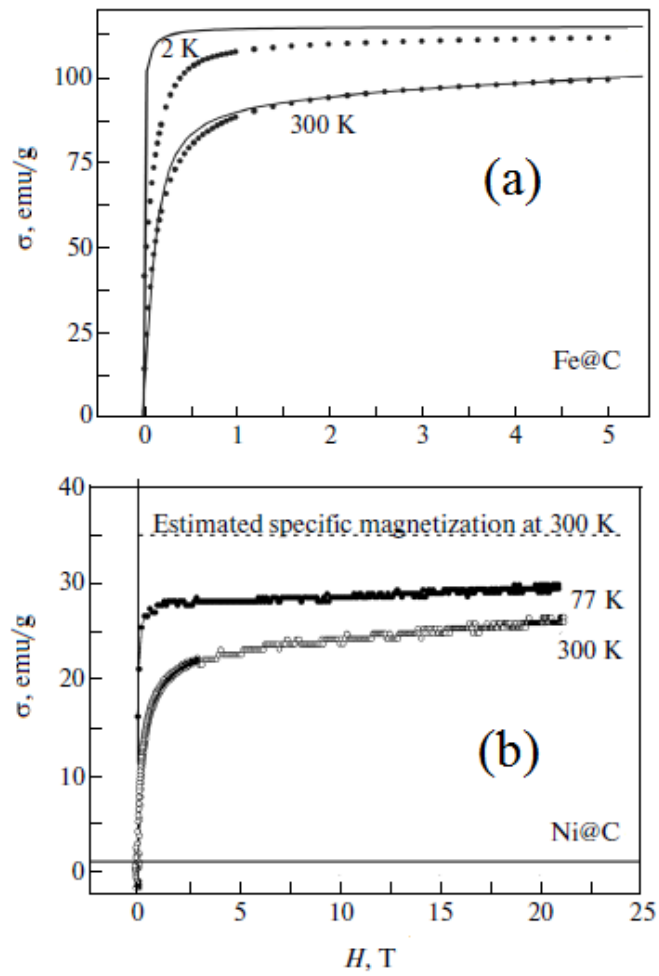 2 K
100
300 K
75
(a)
σ, emu/g
50
25
Fe@C
0
0 1 2 3 4 5
40
Estimated specific magnetization at 300 K
30
77 K
300 K
20
σ, emu/g
(b)
10
Ni@C
0
0 5 10 15 20 25
H, T